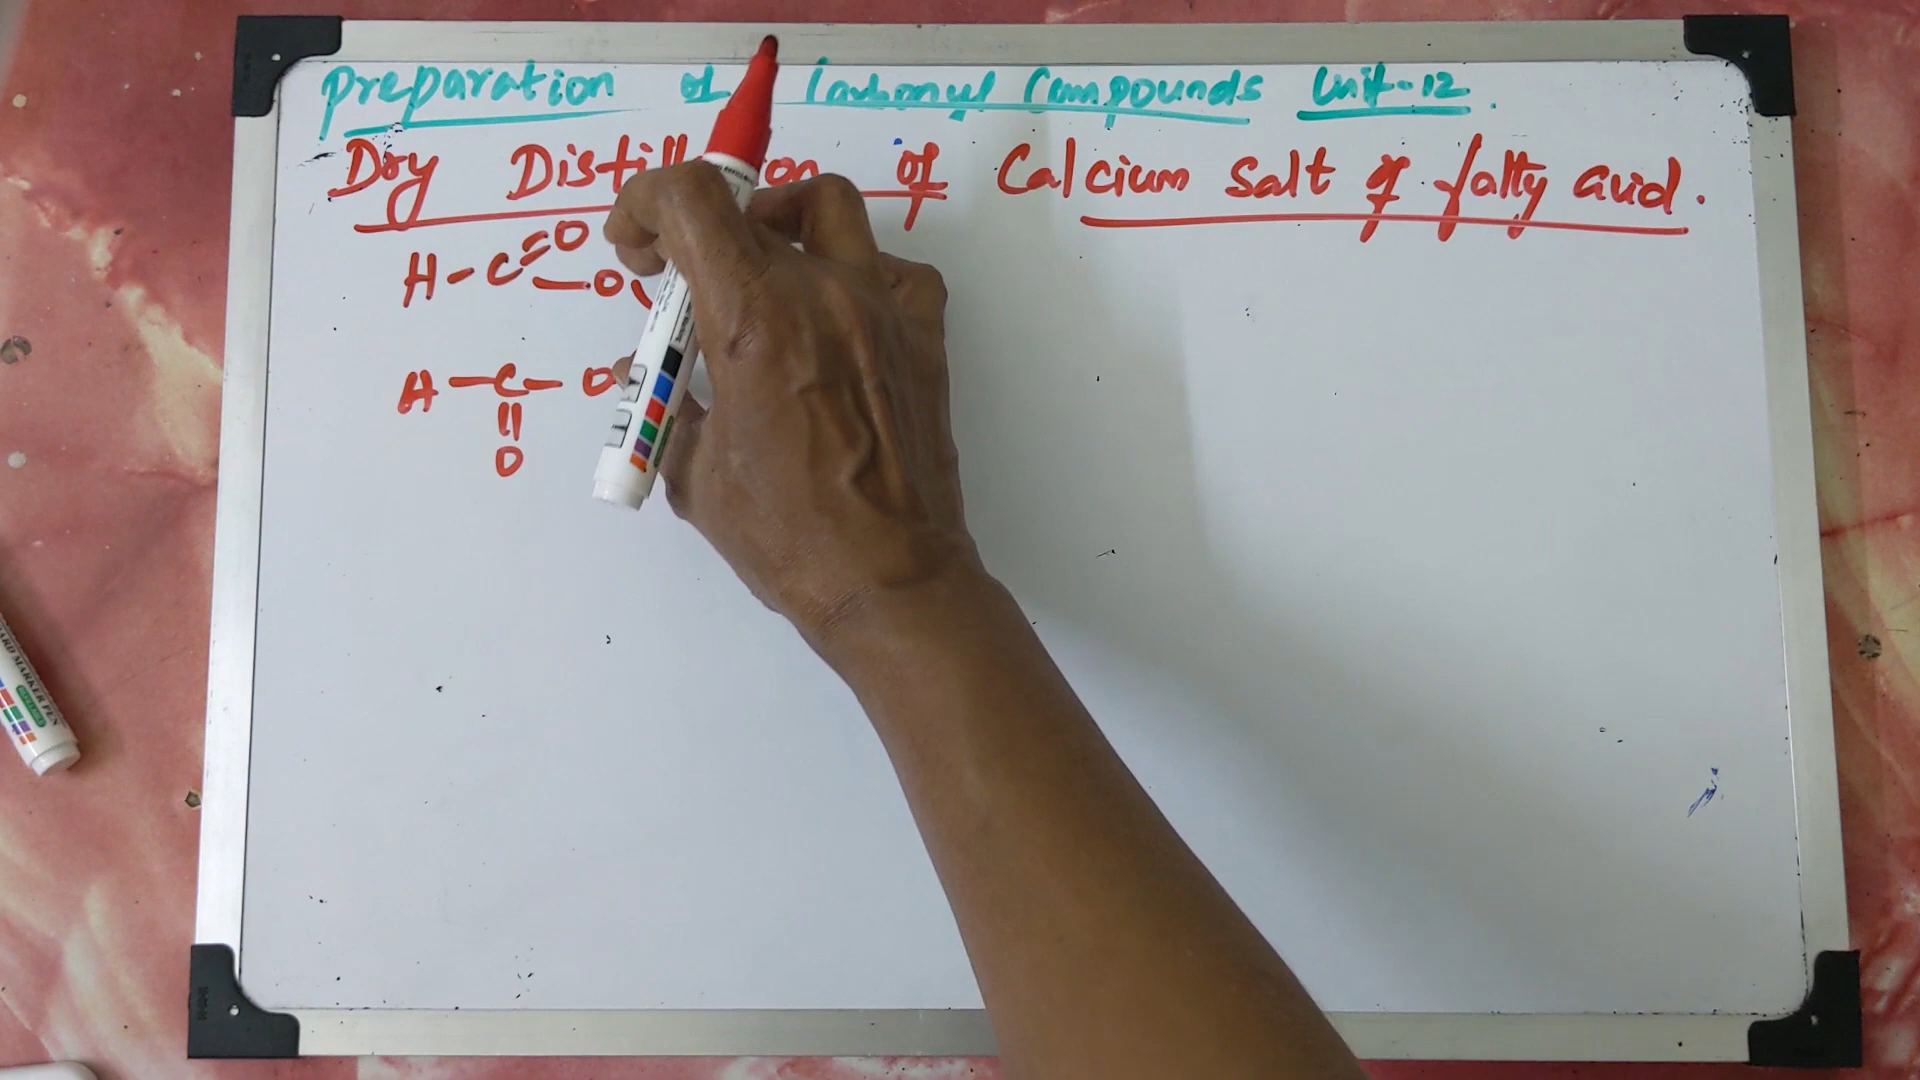 Preparation of Carbonyl Compounds Unit-12.
Dry Distillation of Calcium Salt of fatty acid.
H-C=O
-O
H-C-O
||
O